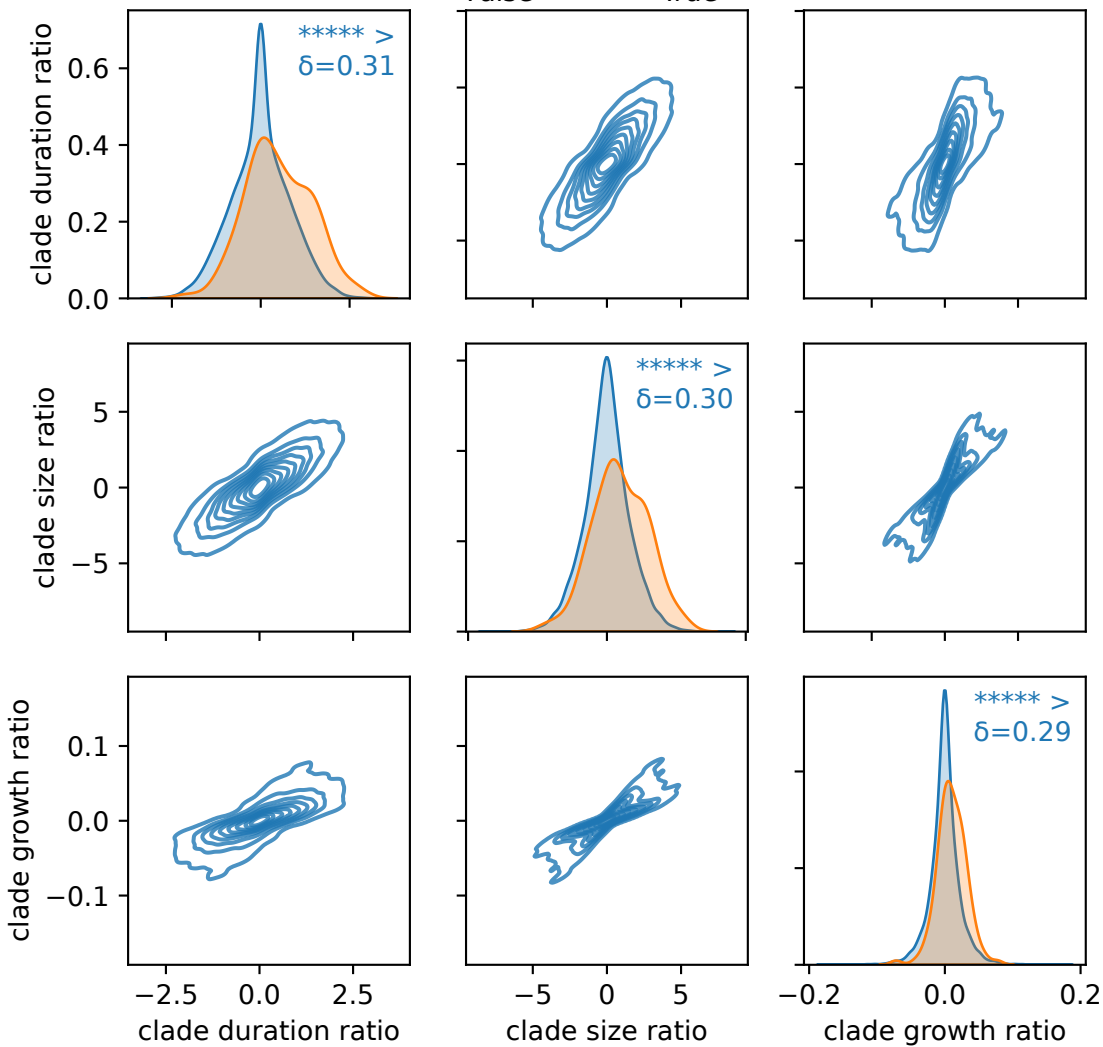 ***** >
δ=0.31
clade duration ratio
0.6
0.4
0.2
0.0
***** >
δ=0.30
clade size ratio
5
0
−5
***** >
δ=0.29
clade growth ratio
0.1
0.0
−0.1
−2.5 0.0 2.5
−5 0 5
−0.2 0.0 0.2
clade duration ratio
clade size ratio
clade growth ratio